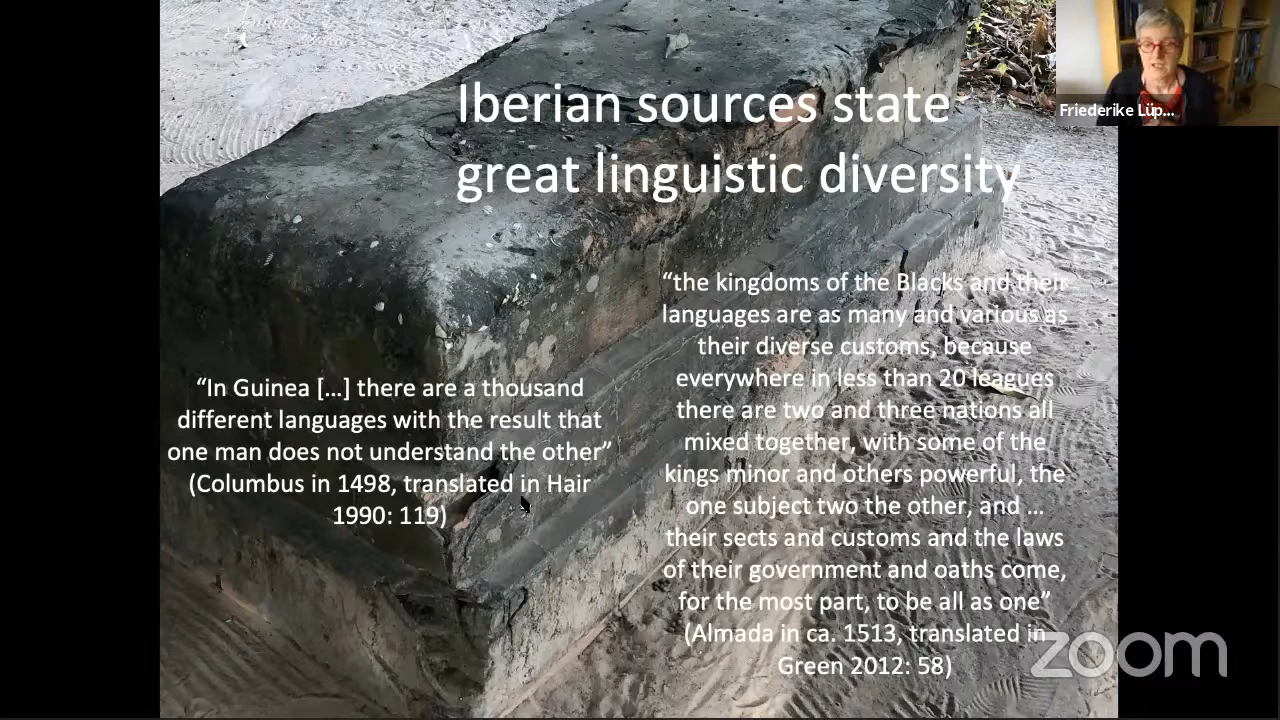 Iberian sources state
great linguistic diversity
“In Guinea […] there are a thousand
different languages with the result that
one man does not understand the other”
(Columbus in 1498, translated in Hair
1990: 119)
“the kingdoms of the Blacks and their
languages are as many and various as
their diverse customs, because
everywhere in less than 20 leagues
there are two and three nations all
mixed together, with some of the
kings minor and others powerful, the
one subject two the other, and …
their sects and customs and the laws
of their government and oaths come,
for the most part, to be all as one”
(Almada in ca. 1513, translated in
Green 2012: 58)
Friederike Lüp...
zoom